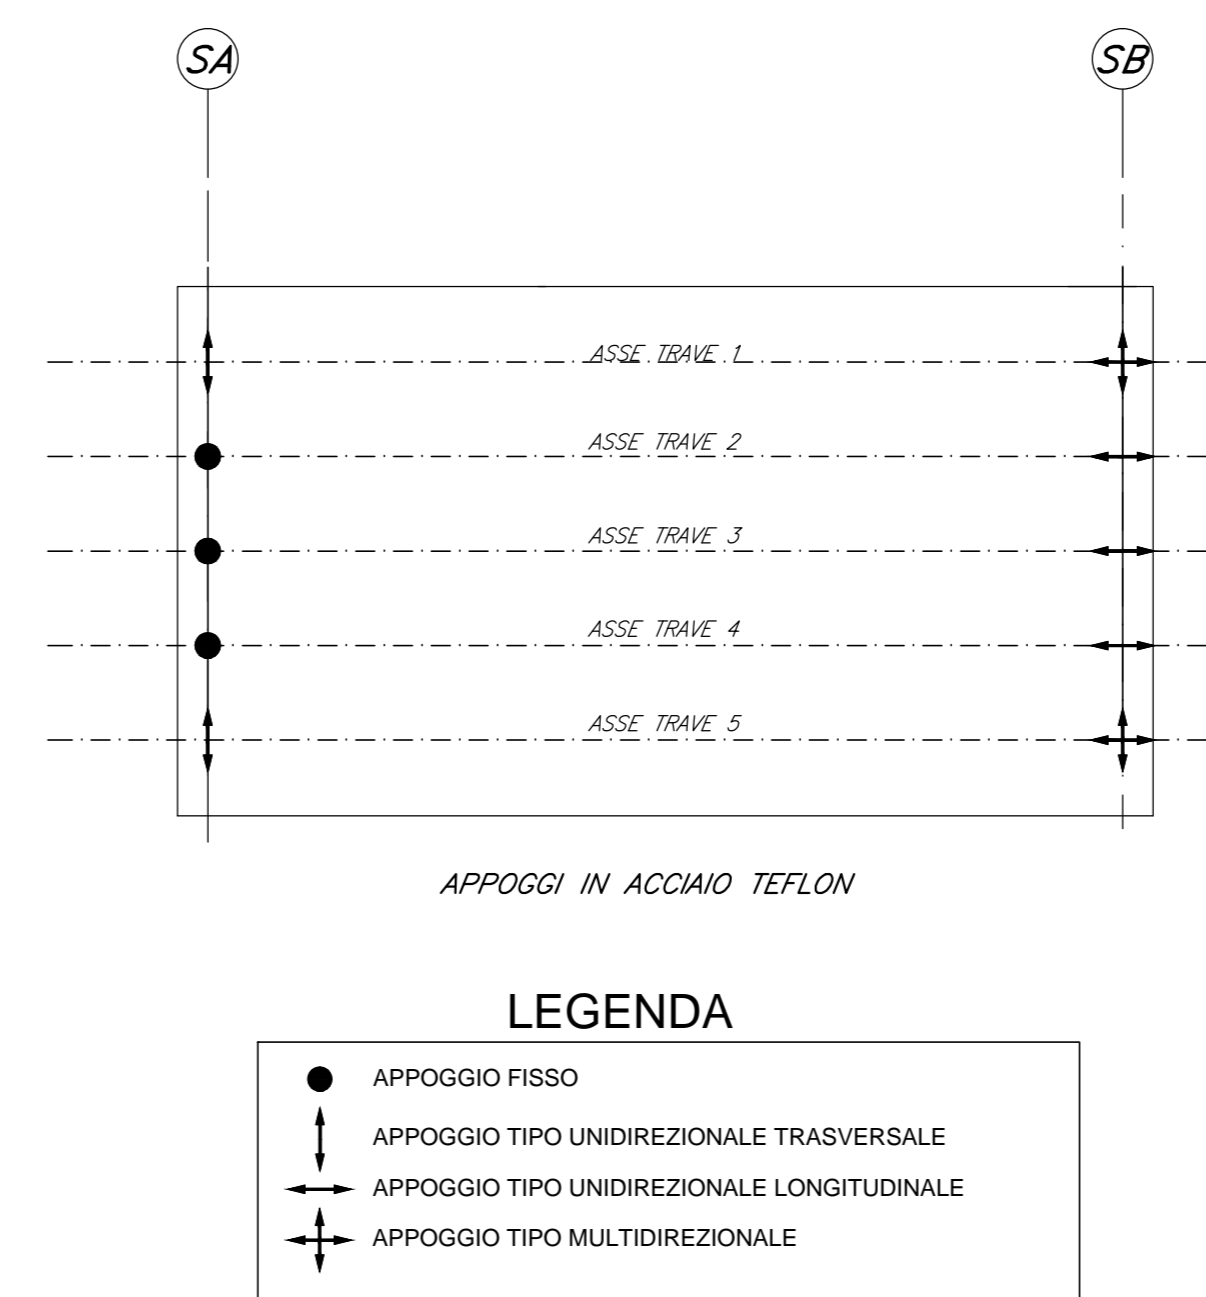 SA
SB
ASSE TRAVE 1
ASSE TRAVE 2
ASSE TRAVE 3
ASSE TRAVE 4
ASSE TRAVE 5
APPOGGI IN ACCIAIO TEFLON
LEGENDA
APPOGGIO FISSO
APPOGGIO TIPO UNIDIREZIONALE TRASVERSALE
APPOGGIO TIPO UNIDIREZIONALE LONGITUDINALE
APPOGGIO TIPO MULTIDIREZIONALE